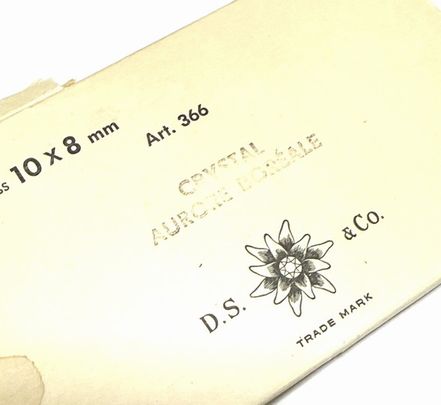 10 x 8 mm Art. 366
CRYSTAL
AURORE BORÉALE
D.S. & Co.
TRADE MARK